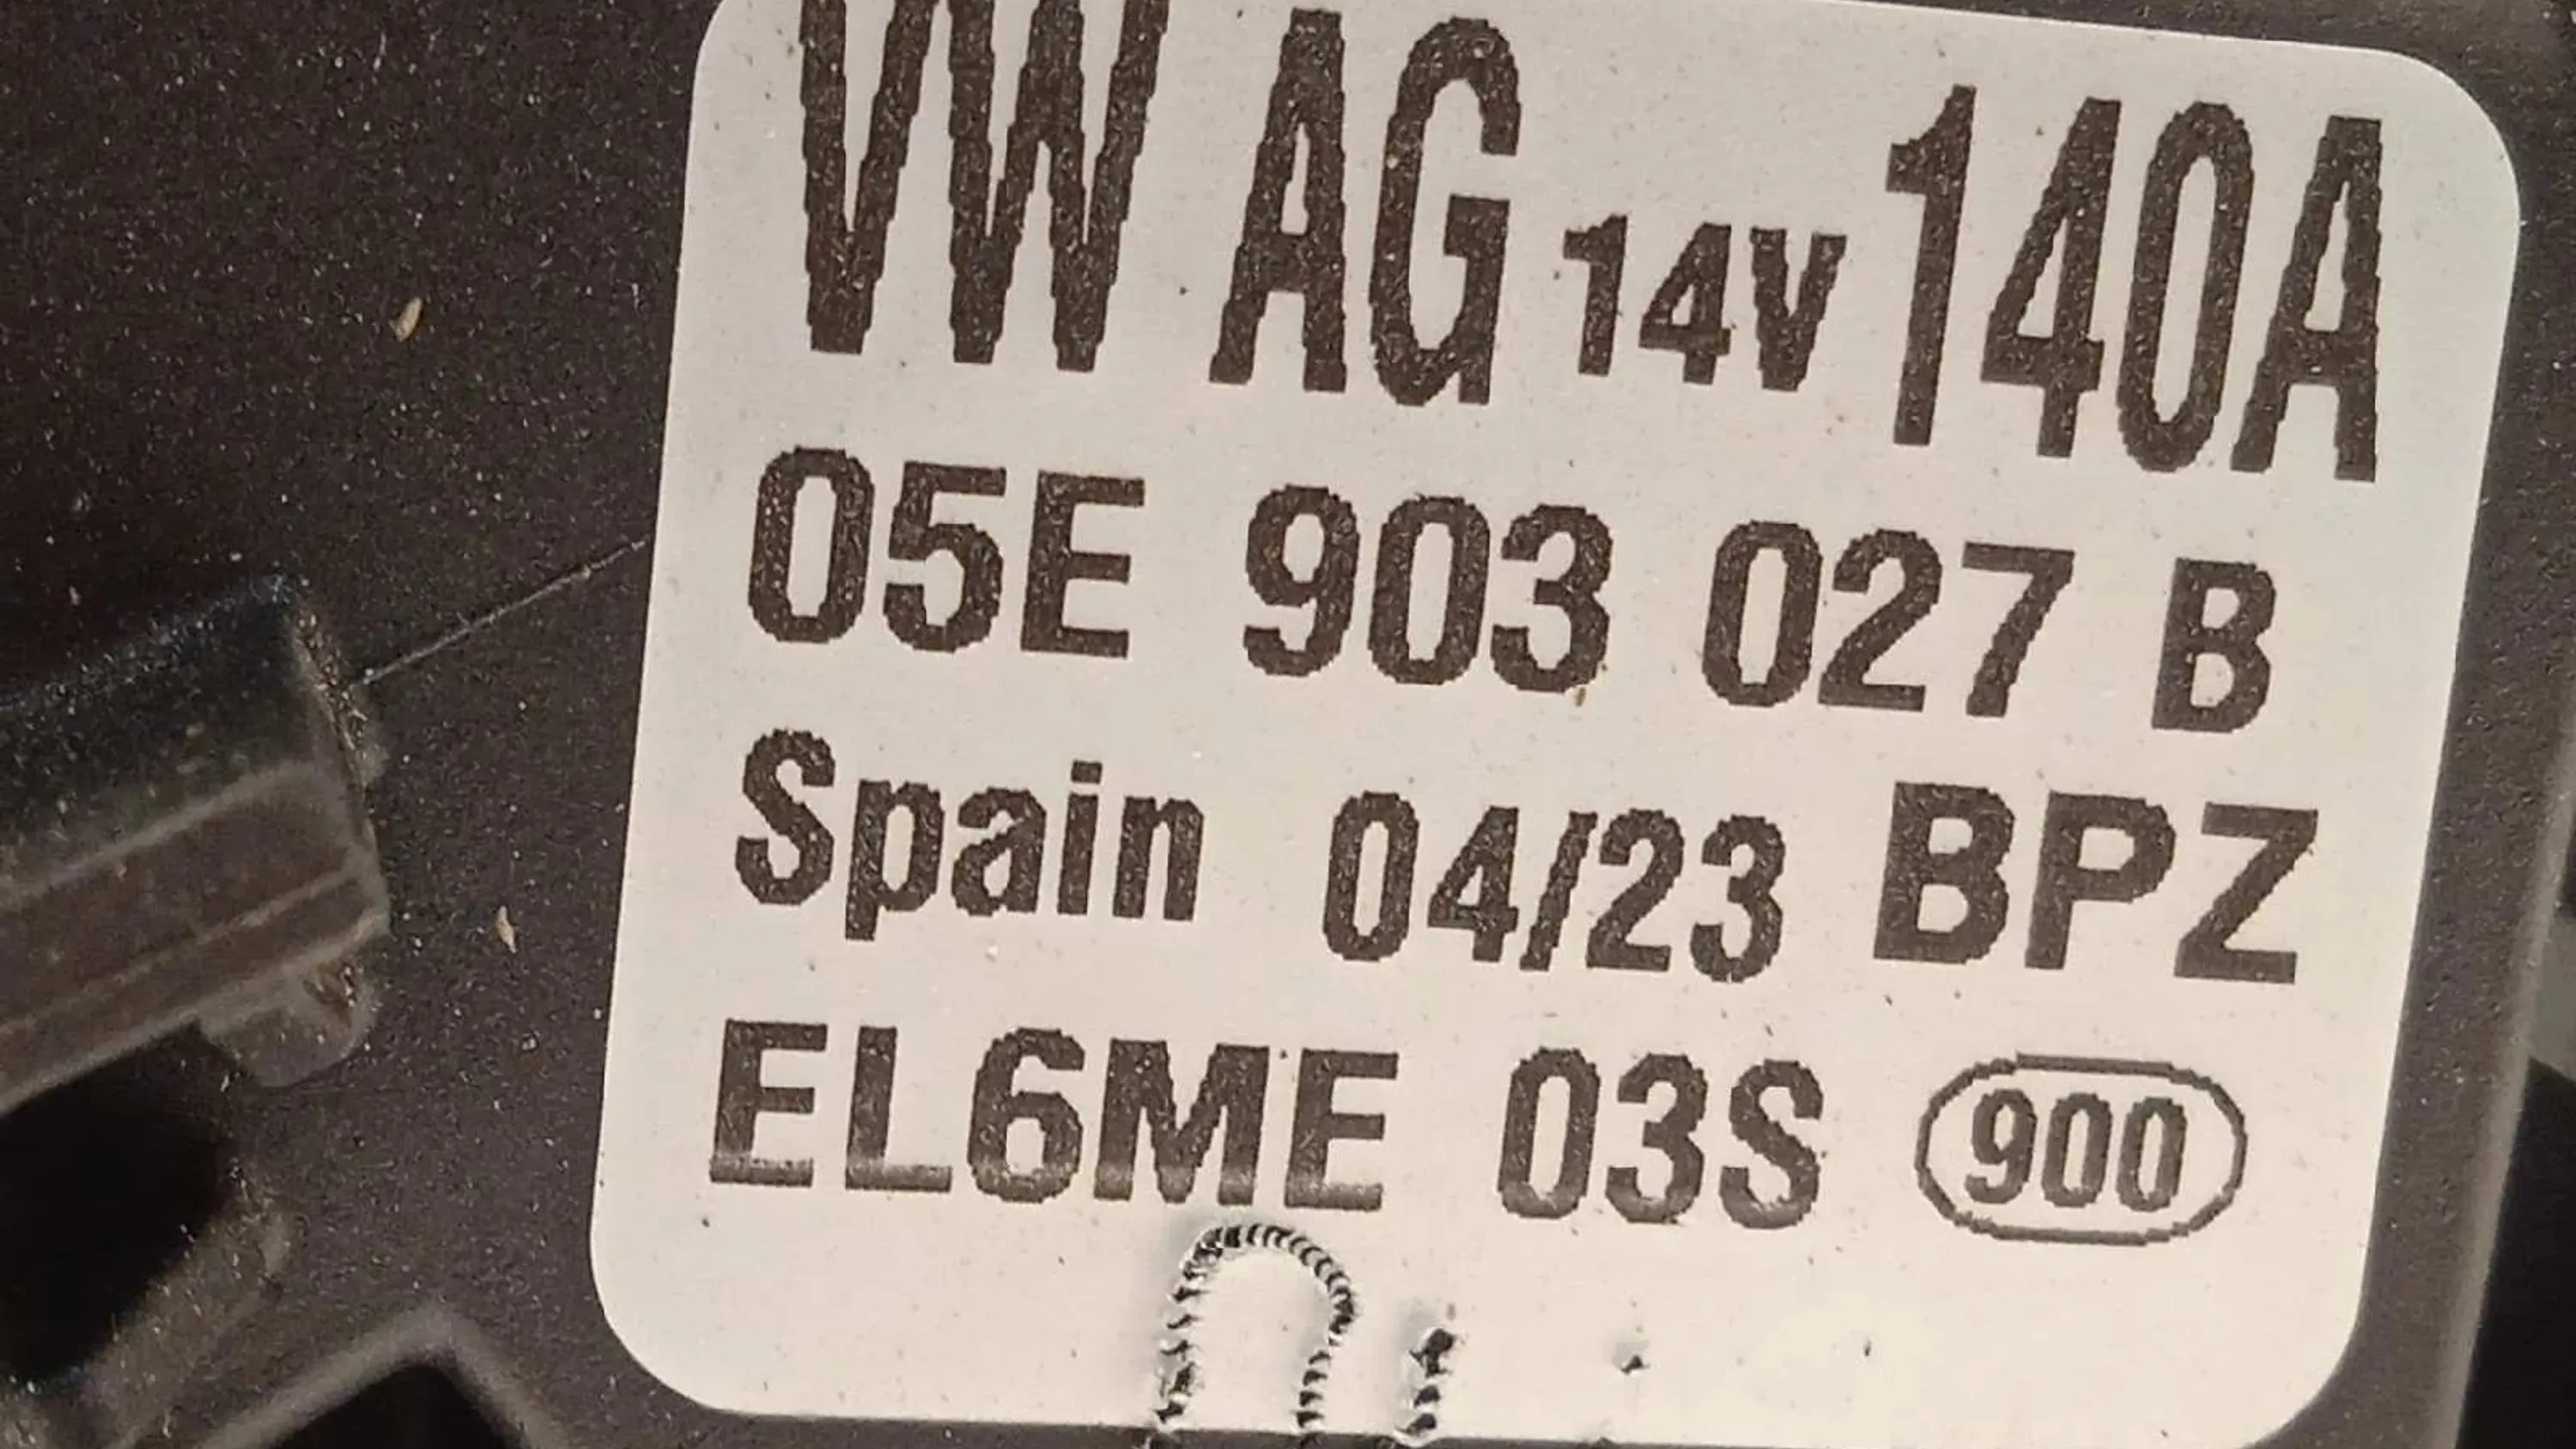 VW AG 14V 140A
05E 903 027 B
Spain 04/23 BPZ
EL6ME 03S 900